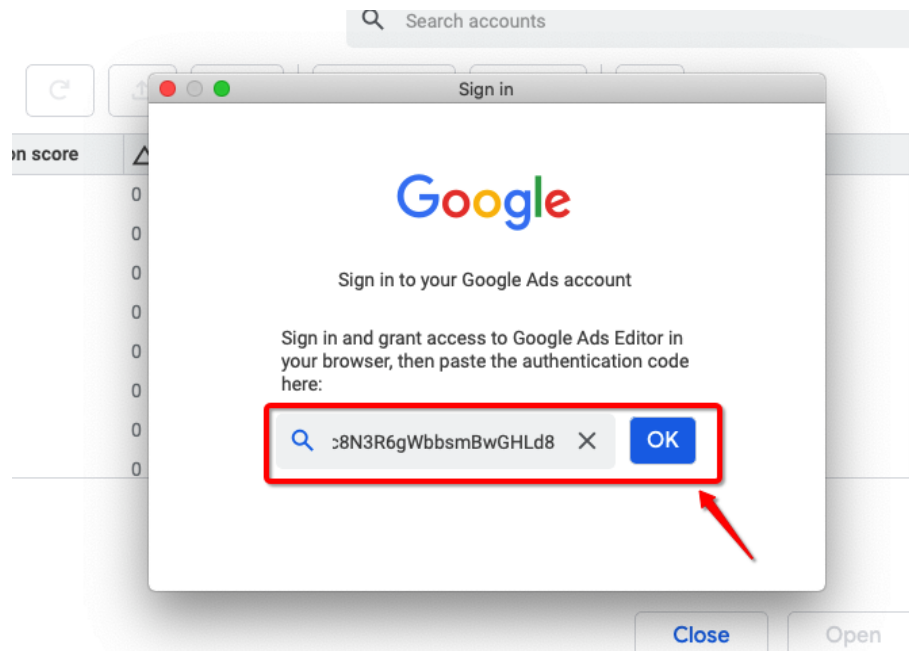 Search accounts
Sign in
on score
0
0
0
0
0
0
0
0
Google
Sign in to your Google Ads account
Sign in and grant access to Google Ads Editor in
your browser, then paste the authentication code
here:
c8N3R6gWbbsmBwGHLd8
OK
Close
Open